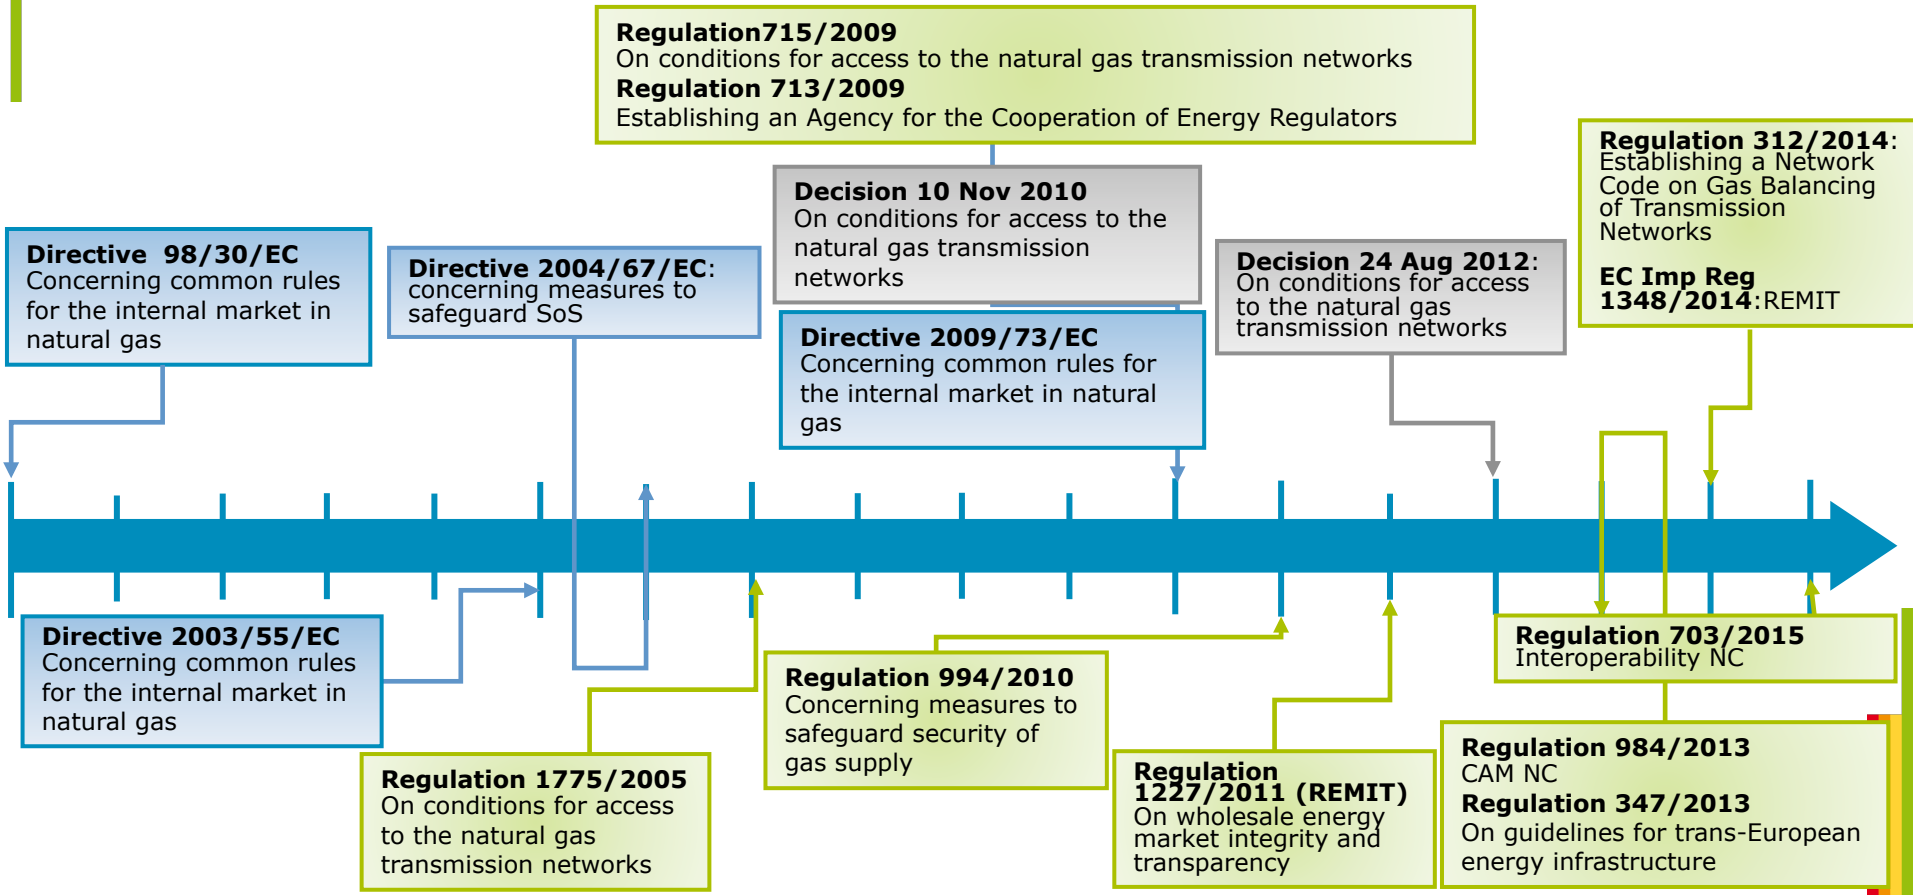 Regulation715/2009
On conditions for access to the natural gas transmission networks
Regulation 713/2009
Establishing an Agency for the Cooperation of Energy Regulators
Regulation 312/2014:
Establishing a Network
Code on Gas Balancing
of Transmission
Networks
EC Imp Reg
1348/2014:REMIT
Decision 10 Nov 2010
On conditions for access to the
natural gas transmission
networks
Directive  98/30/EC
Concerning common rules
for the internal market in
natural gas
Directive 2004/67/EC:
concerning measures to
safeguard SoS
Decision 24 Aug 2012:
On conditions for access
to the natural gas
transmission networks
Directive 2009/73/EC
Concerning common rules for
the internal market in natural
gas
Directive 2003/55/EC
Concerning common rules
for the internal market in
natural gas
Regulation 994/2010
Concerning measures to
safeguard security of
gas supply
Regulation 703/2015
Interoperability NC
Regulation 1775/2005
On conditions for access
to the natural gas
transmission networks
Regulation
1227/2011 (REMIT)
On wholesale energy
market integrity and
transparency
Regulation 984/2013
CAM NC
Regulation 347/2013
On guidelines for trans-European
energy infrastructure